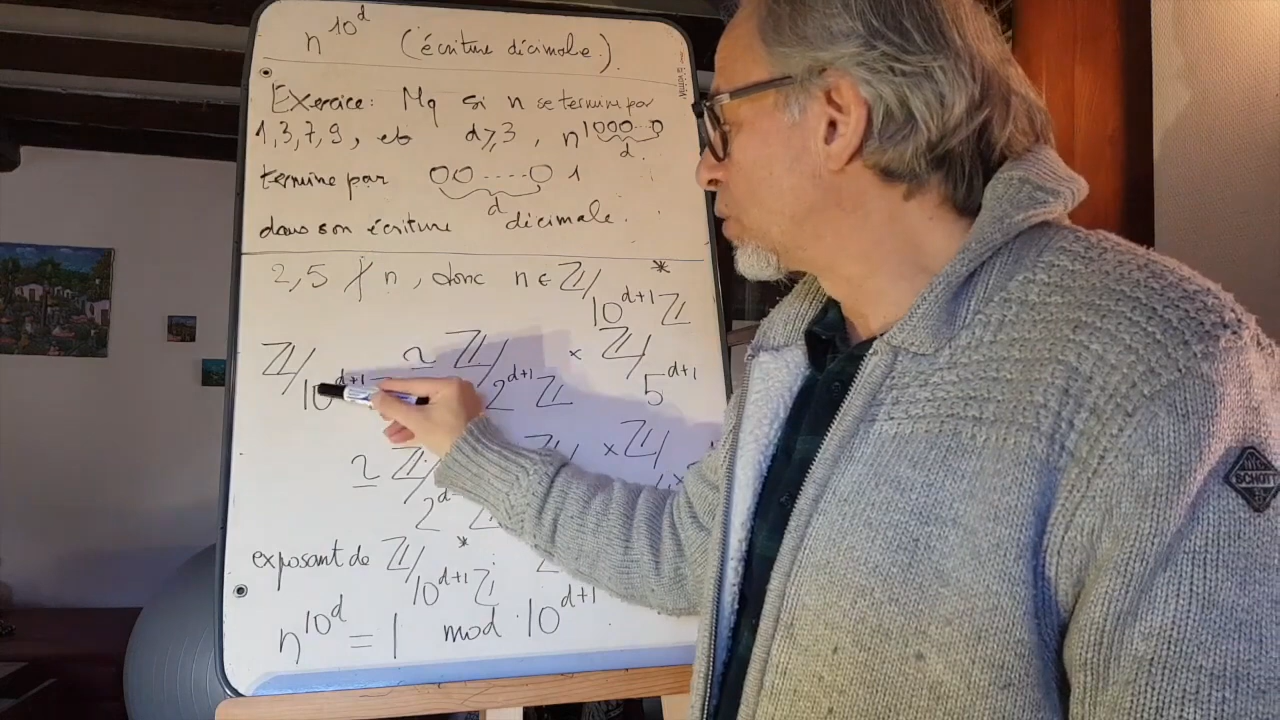 n^10^d (écriture décimale.).
Exercice: Mq si n se termine par
1,3,7,9, et d⩾3, n^1000...0
d
termine par 00.....0 1
d
dans son écriture décimale.
2,5 ∤ n, donc n ∈ Z/10^d+1 Z *
Z/10^d+1 ≃ Z/2^d+1 Z × Z/5^d+1
≃ Z/2^d × Z/
exposant de Z/10^d+1 Z *
n^10^d = 1 mod 10^d+1.
VELLEDA
SCHOTT